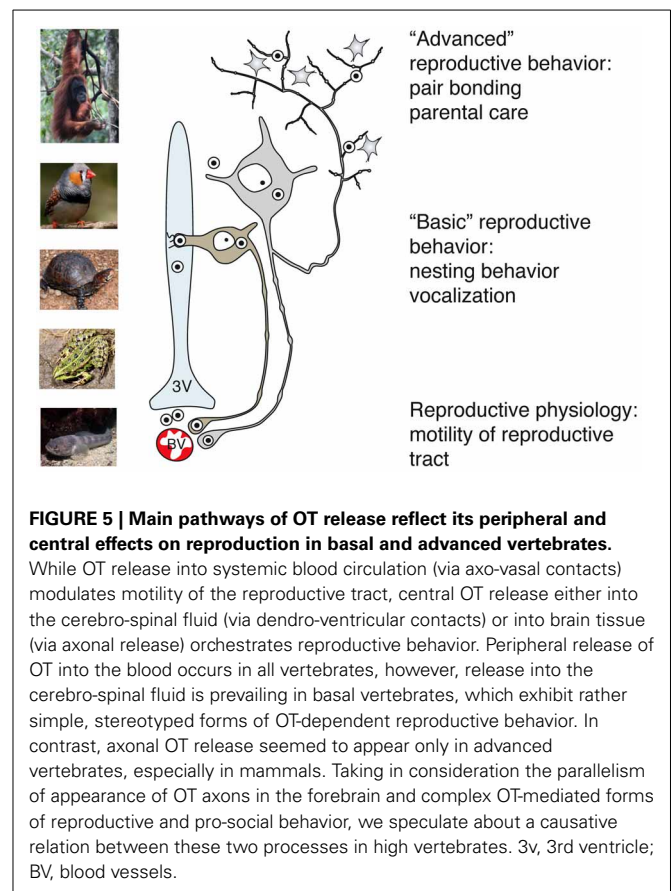 “Advanced”
reproductive behavior:
pair bonding
parental care
“Basic” reproductive
behavior:
nesting behavior
vocalization
3V
Reproductive physiology:
motility of reproductive
tract
BV
FIGURE 5 | Main pathways of OT release reflect its peripheral and
central effects on reproduction in basal and advanced vertebrates.
While OT release into systemic blood circulation (via axo-vasal contacts)
modulates motility of the reproductive tract, central OT release either into
the cerebro-spinal fluid (via dendro-ventricular contacts) or into brain tissue
(via axonal release) orchestrates reproductive behavior. Peripheral release of
OT into the blood occurs in all vertebrates, however, release into the
cerebro-spinal fluid is prevailing in basal vertebrates, which exhibit rather
simple, stereotyped forms of OT-dependent reproductive behavior. In
contrast, axonal OT release seemed to appear only in advanced
vertebrates, especially in mammals. Taking in consideration the parallelism
of appearance of OT axons in the forebrain and complex OT-mediated forms
of reproductive and pro-social behavior, we speculate about a causative
relation between these two processes in high vertebrates. 3v, 3rd ventricle;
BV, blood vessels.